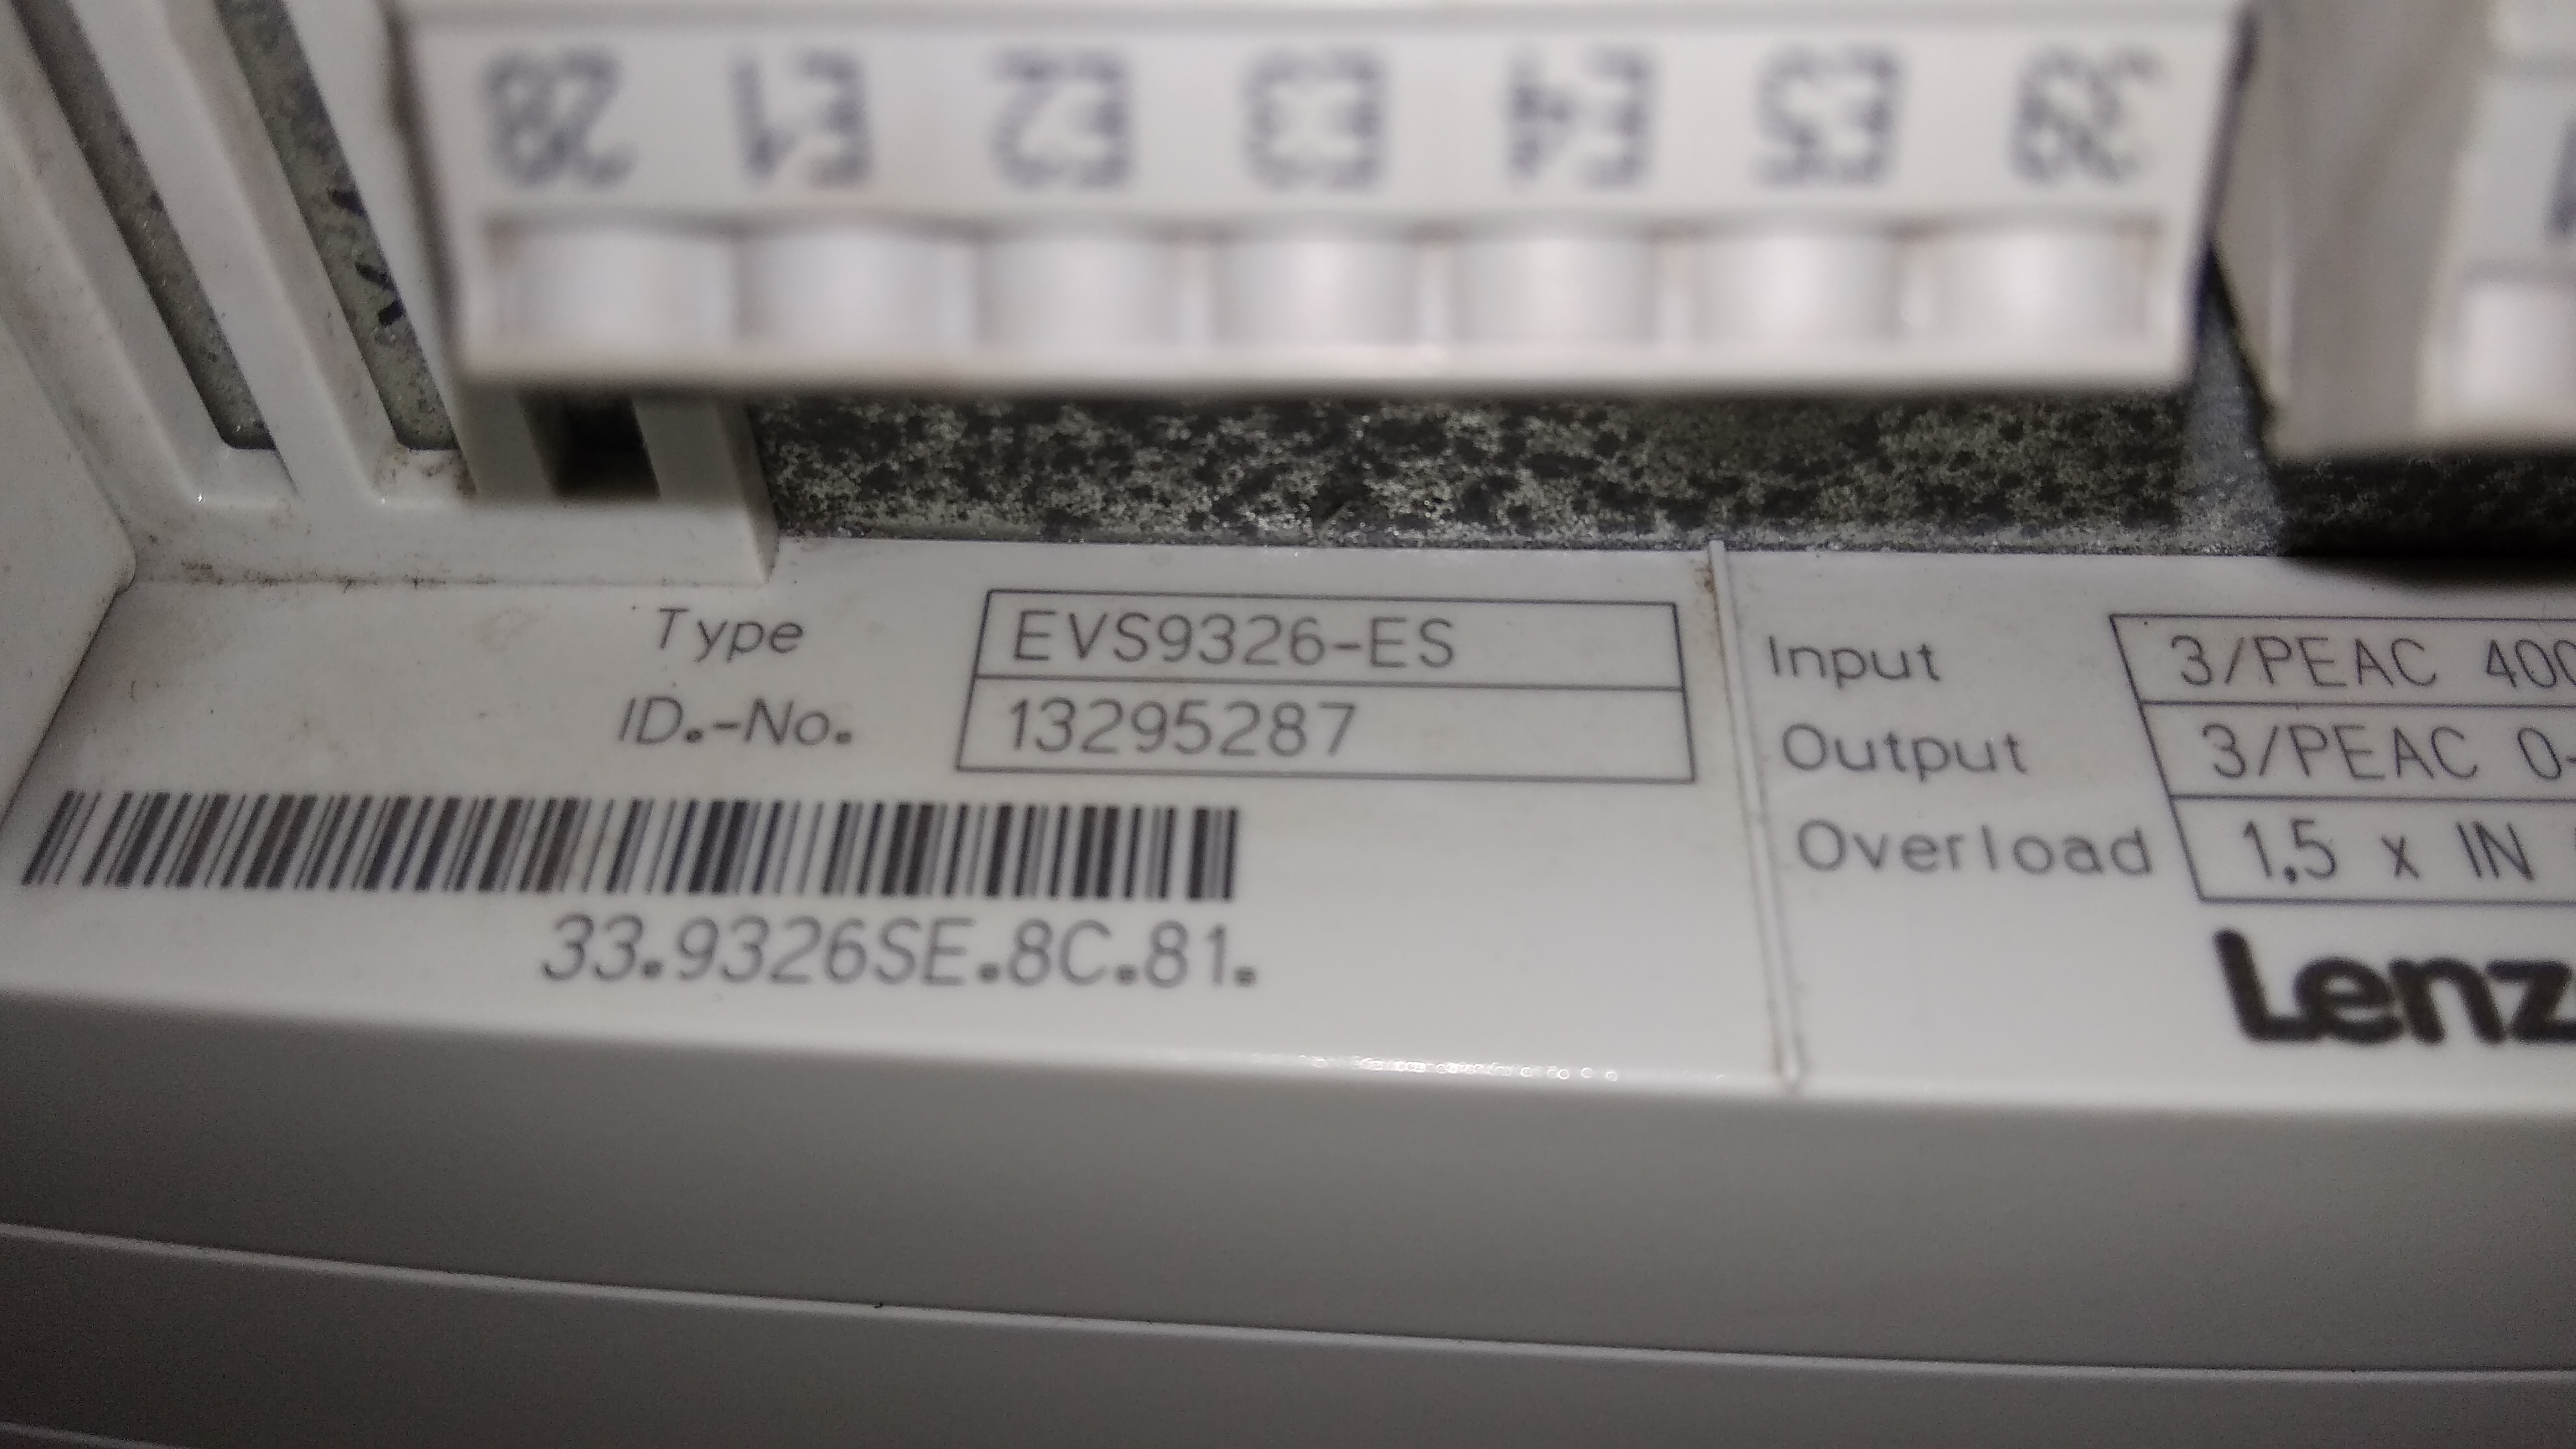 28 E1 E2 E3 E4 E5 39
Type EVS9326-ES
ID.-No. 13295287
33.9326SE.8C.81.
Input 3/PEAC 400
Output 3/PEAC 0-
Overload 1,5 x IN
Lenz